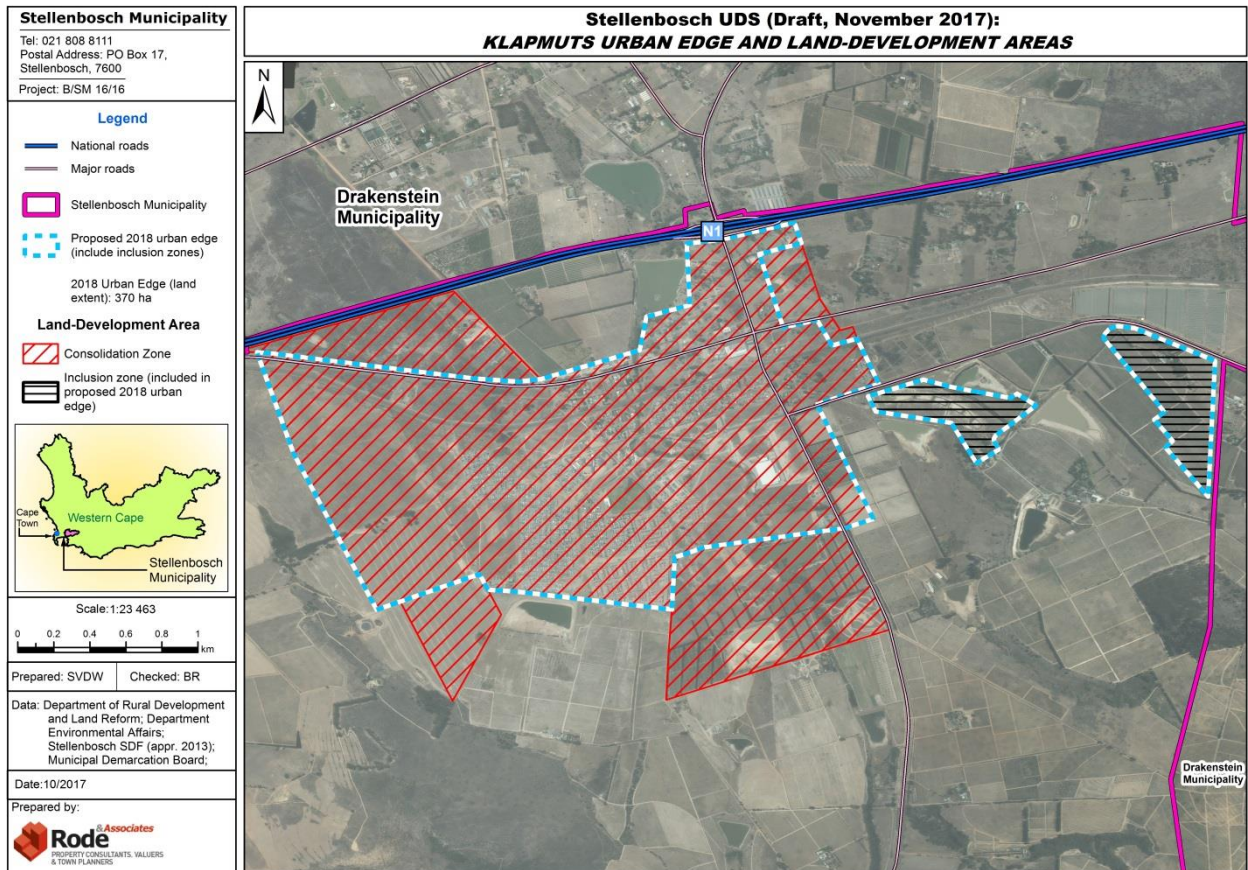 Stellenbosch Municipality
Tel: 021 808 8111
Postal Address: PO Box 17,
Stellenbosch, 7600
Project: B/SM 16/16
Legend
National roads
Major roads
Stellenbosch Municipality
Proposed 2018 urban edge
(include inclusion zones)
2018 Urban Edge (land
extent): 370 ha
Land-Development Area
Consolidation Zone
Inclusion zone (included in
proposed 2018 urban
edge)
Cape
Town
Western Cape
Stellenbosch
Municipality
Scale:1:23 463
0 0.2 0.4 0.6 0.8 1
km
Prepared: SVDW
Checked: BR
Data: Department of Rural Development
and Land Reform; Department
Environmental Affairs;
Stellenbosch SDF (appr. 2013);
Municipal Demarcation Board;
Date:10/2017
Prepared by:
Rode &Associates
PROPERTY CONSULTANTS, VALUERS
& TOWN PLANNERS
Stellenbosch UDS (Draft, November 2017):
KLAPMUTS URBAN EDGE AND LAND-DEVELOPMENT AREAS
N
Drakenstein
Municipality
N1
Drakenstein
Municipality